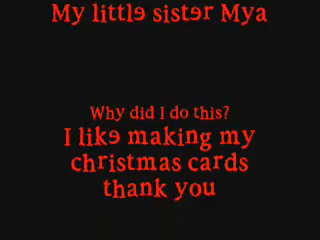 My little sister Mya
Why did I do this?
I like making my
christmas cards
thank you